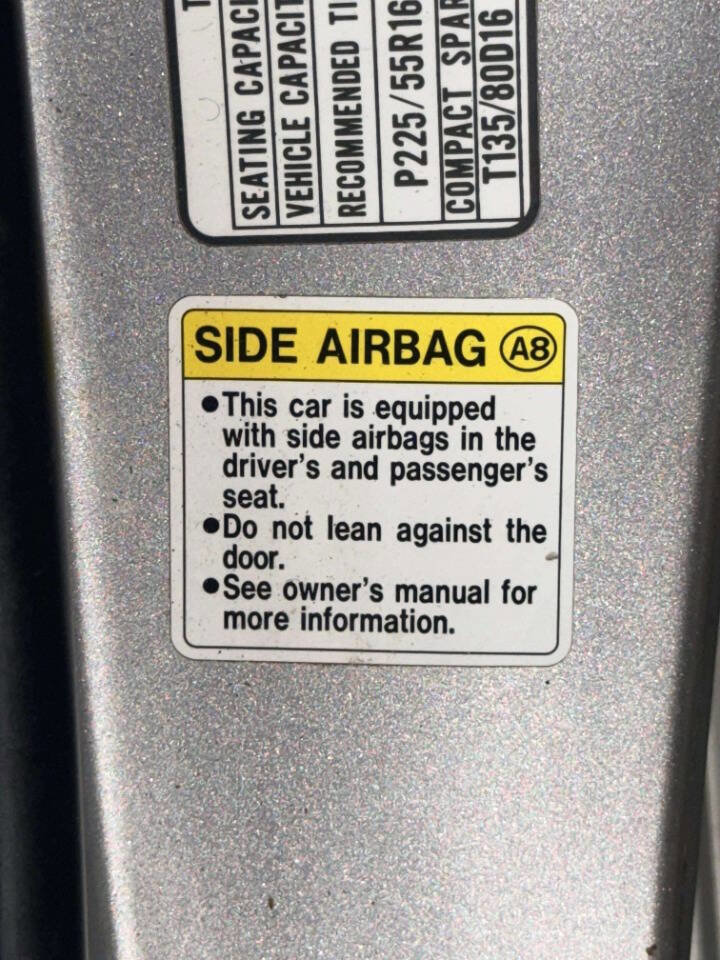 SEATING
VEHICLE
RECOMMENDED
P225/55R16
COMPACT
T135/80D16
SIDE AIRBAG A8
●This car is equipped
with side airbags in the
driver's and passenger's
seat.
●Do not lean against the
door.
●See owner's manual for
more information.